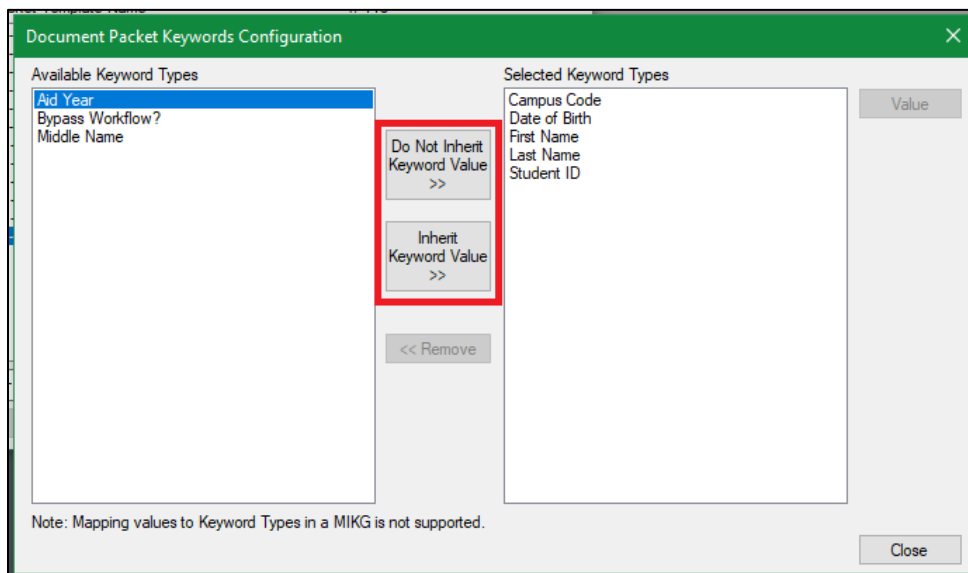 Document Packet Keywords Configuration
Available Keyword Types
Aid Year
Bypass Workflow?
Middle Name
Do Not Inherit
Keyword Value
>>
Inherit
Keyword Value
>>
<< Remove
Selected Keyword Types
Campus Code
Date of Birth
First Name
Last Name
Student ID
Value
Note: Mapping values to Keyword Types in a MIKG is not supported.
Close